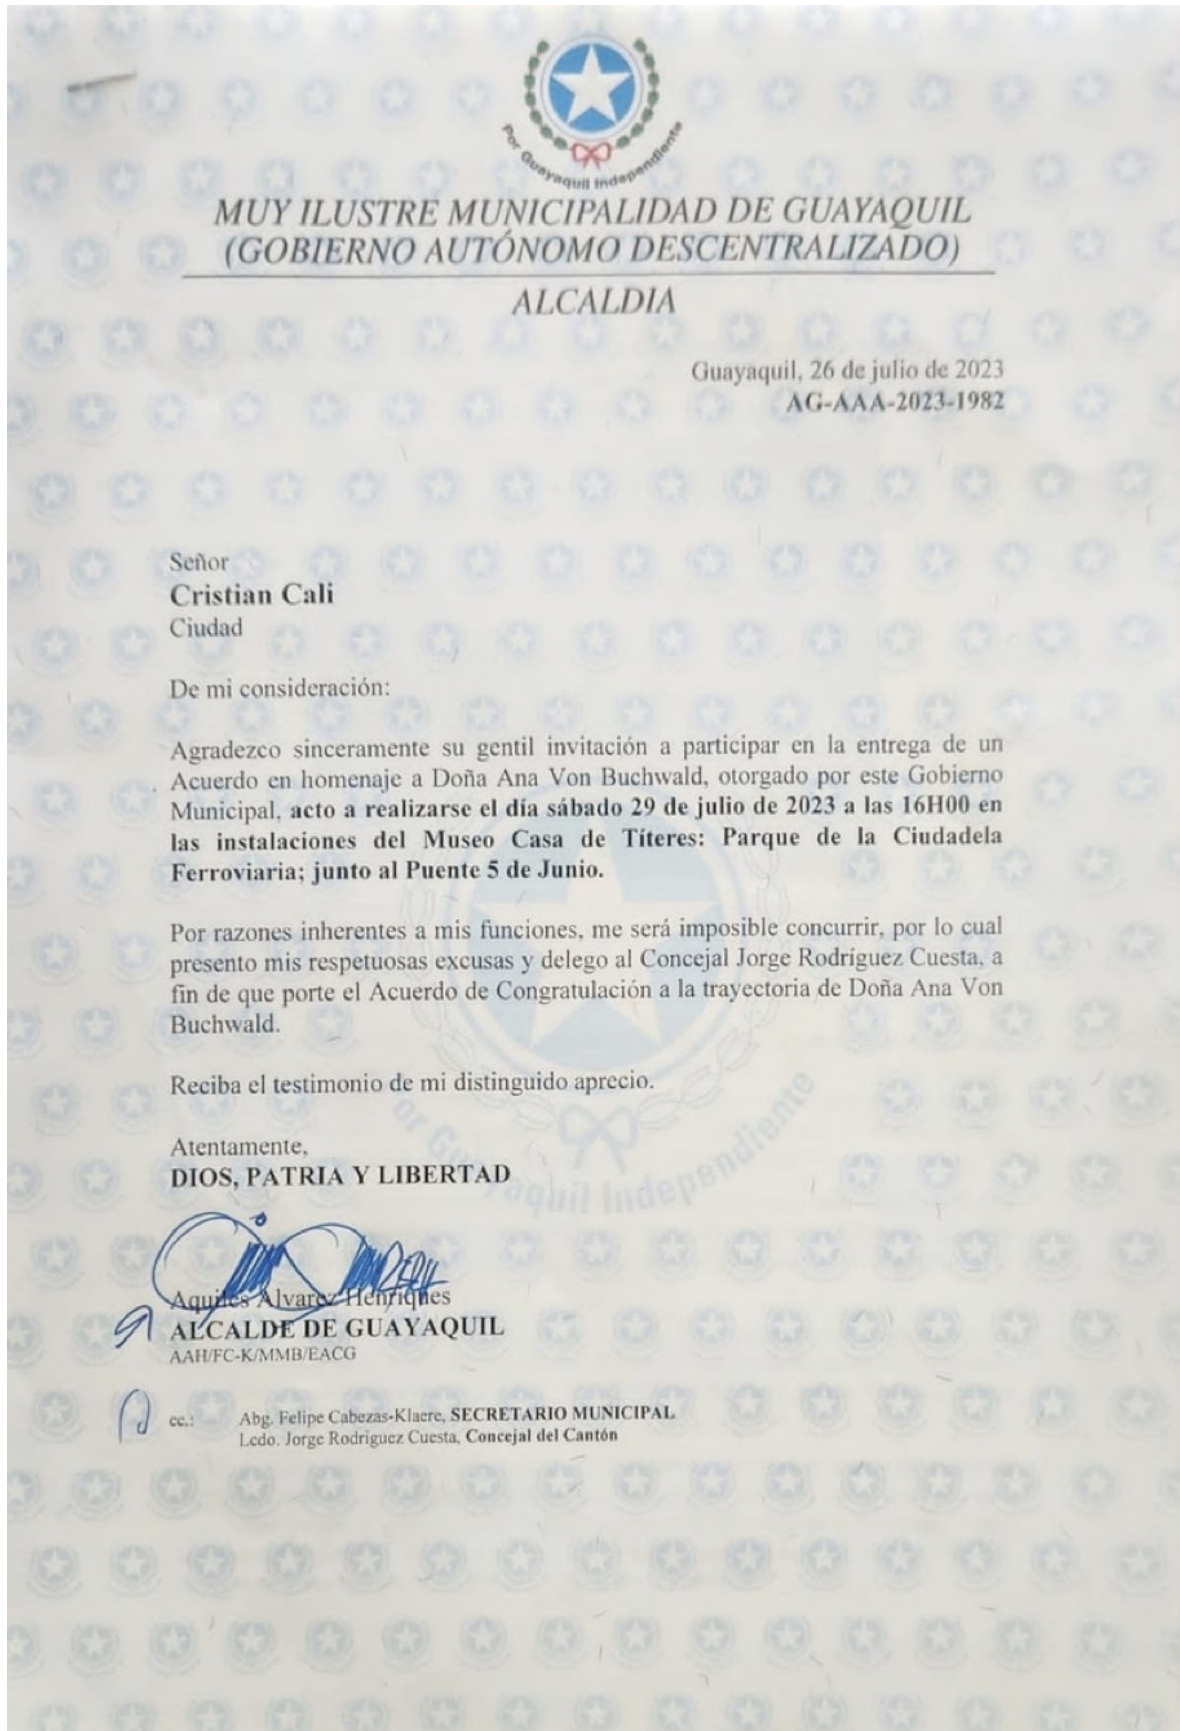 Por Guayaquil Independiente
MUY ILUSTRE MUNICIPALIDAD DE GUAYAQUIL
(GOBIERNO AUTÓNOMO DESCENTRALIZADO)
ALCALDIA
Guayaquil, 26 de julio de 2023
AG-AAA-2023-1982
Señor
Cristian Cali
Ciudad
De mi consideración:
Agradezco sinceramente su gentil invitación a participar en la entrega de un
Acuerdo en homenaje a Doña Ana Von Buchwald, otorgado por este Gobierno
Municipal, acto a realizarse el día sábado 29 de julio de 2023 a las 16H00 en
las instalaciones del Museo Casa de Títeres: Parque de la Ciudadela
Ferroviaria; junto al Puente 5 de Junio.
Por razones inherentes a mis funciones, me será imposible concurrir, por lo cual
presento mis respetuosas excusas y delego al Concejal Jorge Rodríguez Cuesta, a
fin de que porte el Acuerdo de Congratulación a la trayectoria de Doña Ana Von
Buchwald.
Reciba el testimonio de mi distinguido aprecio.
Por Guayaquil Independiente
Atentamente,
DIOS, PATRIA Y LIBERTAD
Aquiles Alvarez Henriques
ALCALDE DE GUAYAQUIL
AAH/FC-K/MMB/EACG
cc.: Abg. Felipe Cabezas-Klaere, SECRETARIO MUNICIPAL
Lcdo. Jorge Rodriguez Cuesta, Concejal del Cantón